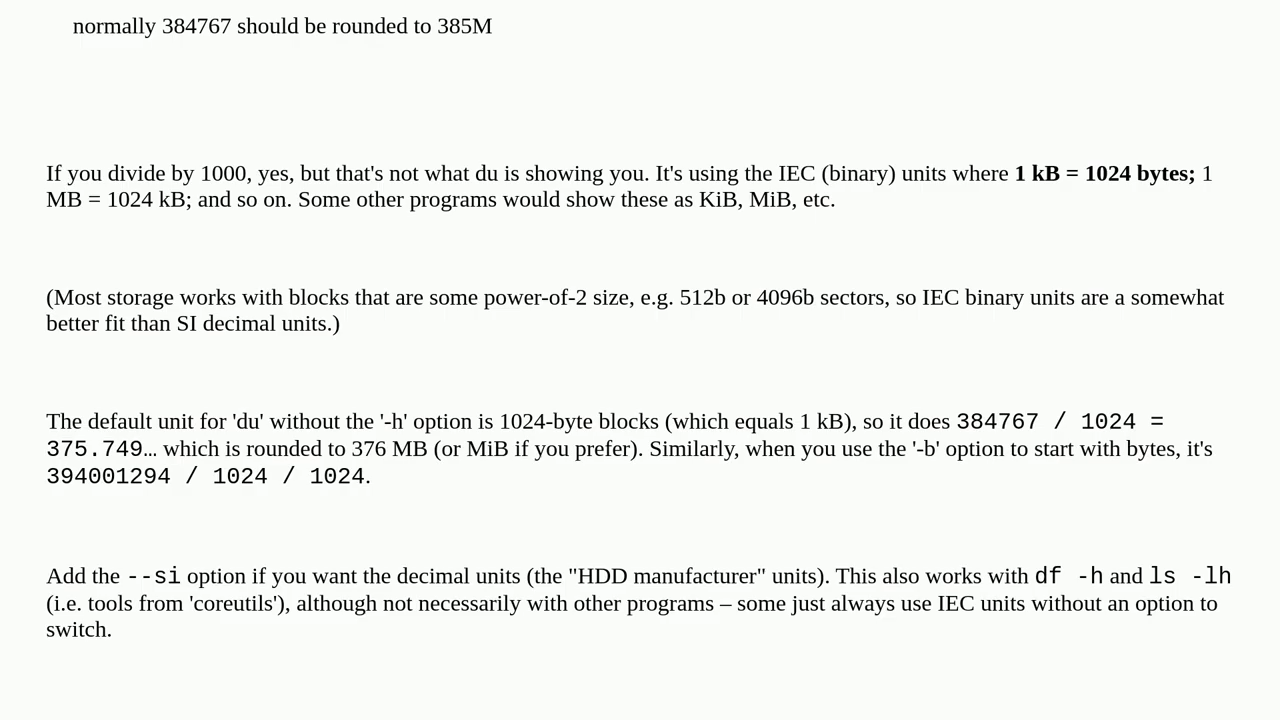 normally 384767 should be rounded to 385M
If you divide by 1000, yes, but that's not what du is showing you. It's using the IEC (binary) units where 1 kB = 1024 bytes; 1
MB = 1024 kB; and so on. Some other programs would show these as KiB, MiB, etc.
(Most storage works with blocks that are some power-of-2 size, e.g. 512b or 4096b sectors, so IEC binary units are a somewhat
better fit than SI decimal units.)
The default unit for 'du' without the '-h' option is 1024-byte blocks (which equals 1 kB), so it does 384767 / 1024 =
375.749… which is rounded to 376 MB (or MiB if you prefer). Similarly, when you use the '-b' option to start with bytes, it's
394001294 / 1024 / 1024.
Add the --si option if you want the decimal units (the "HDD manufacturer" units). This also works with df -h and ls -lh
(i.e. tools from 'coreutils'), although not necessarily with other programs – some just always use IEC units without an option to
switch.